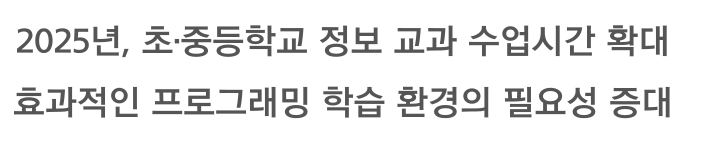 2025년, 초·중등학교 정보 교과 수업시간 확대
효과적인 프로그래밍 학습 환경의 필요성 증대